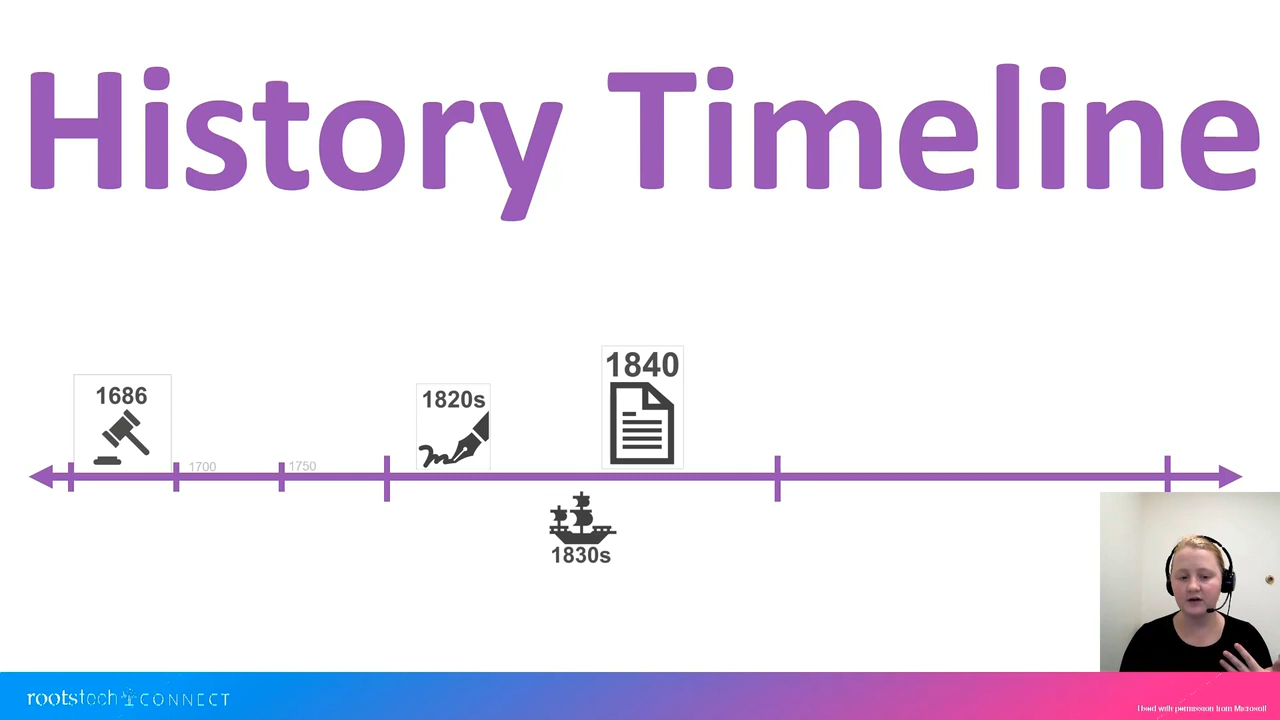 History Timeline
1840
1686
1820s
1700
1750
1830s
rootstech CONNECT
Used with permission from Microsoft